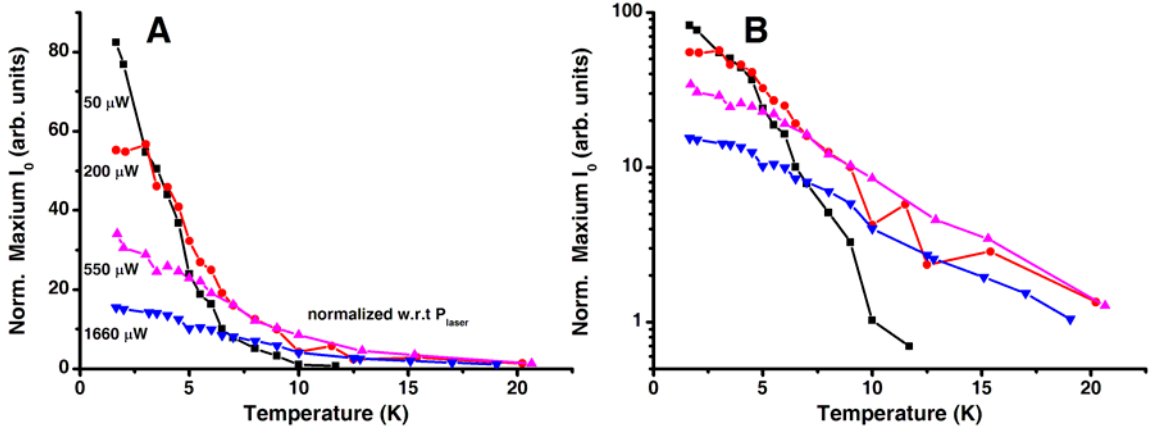 A
B
Norm. Maxium I0 (arb. units)
80
60
40
20
0
50 μW
200 μW
550 μW
1660 μW
normalized w.r.t Plaser
0 5 10 15 20
Temperature (K)
Norm. Maxium I0 (arb. units)
100
10
1
0 5 10 15 20
Temperature (K)